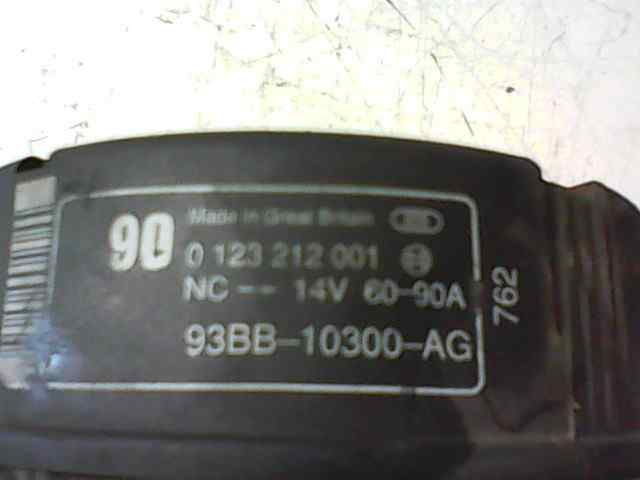 90
Made in Great Britain
0 123 212 001
NC -- 14V 60-90A
93BB-10300-AG
762